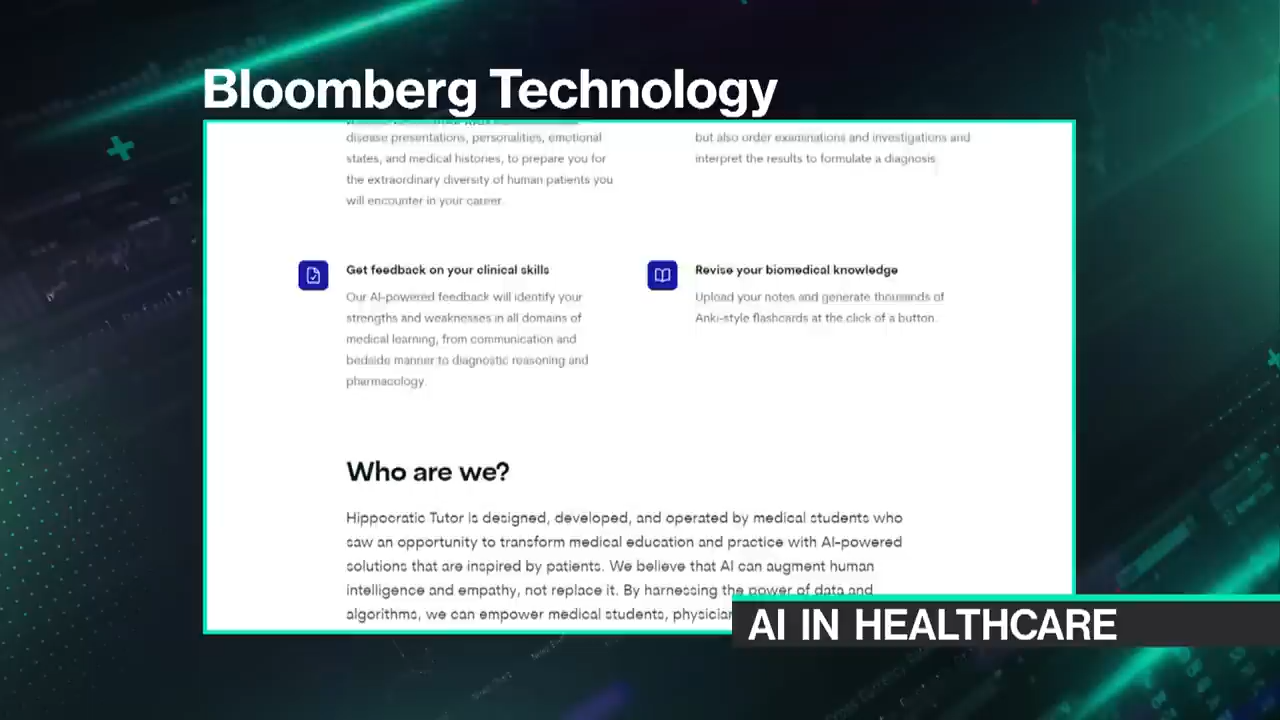 Bloomberg Technology
disease presentations, personalities, emotional
states, and medical histories, to prepare you for
the extraordinary diversity of human patients you
will encounter in your career.
but also order examinations and investigations and
interpret the results to formulate a diagnosis
Get feedback on your clinical skills
Our AI-powered feedback will identify your
strengths and weaknesses in all domains of
medical learning, from communication and
bedside manner to diagnostic reasoning and
pharmacology.
Revise your biomedical knowledge
Upload your notes and generate thousands of
Anki-style flashcards at the click of a button.
Who are we?
Hippocratic Tutor is designed, developed, and operated by medical students who
saw an opportunity to transform medical education and practice with AI-powered
solutions that are inspired by patients. We believe that AI can augment human
intelligence and empathy, not replace it. By harnessing the power of data and
algorithms, we can empower medical students,
AI IN HEALTHCARE